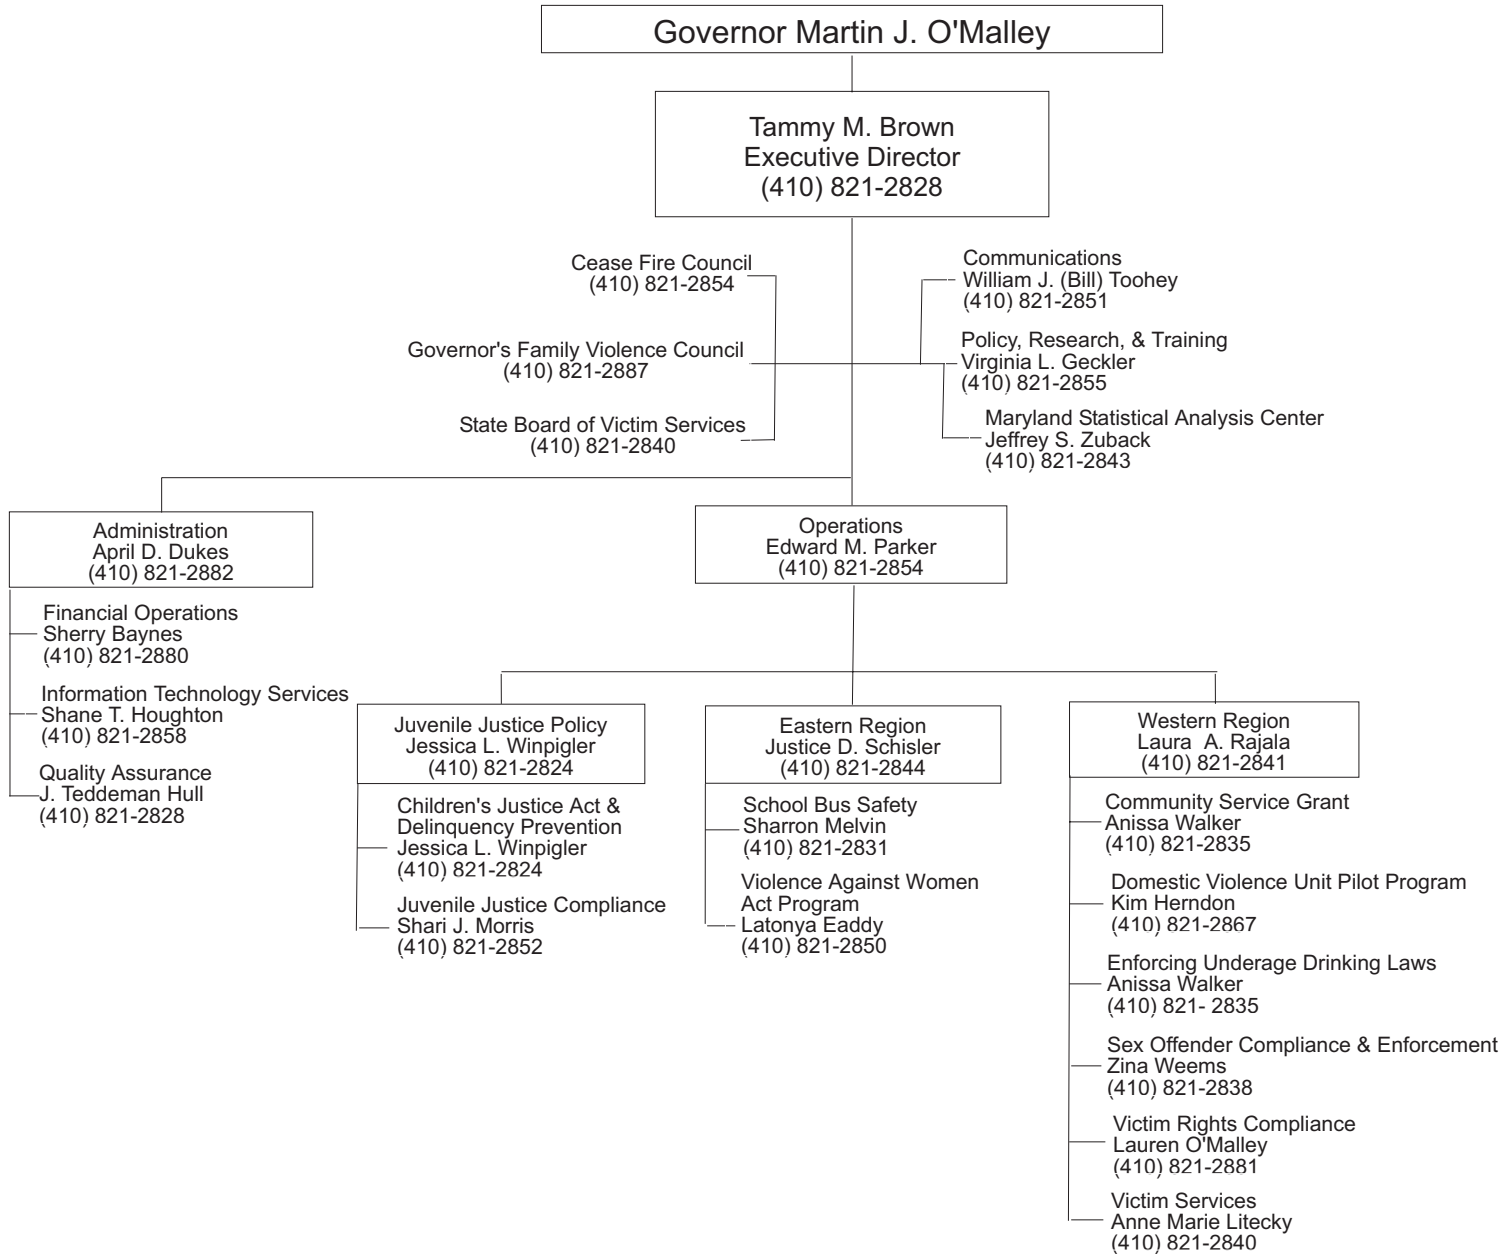 Governor Martin J. O'Malley
Tammy M. Brown
Executive Director
(410) 821-2828
Cease Fire Council
(410) 821-2854
Governor's Family Violence Council
(410) 821-2887
State Board of Victim Services
(410) 821-2840
Communications
William J. (Bill) Toohey
(410) 821-2851
Policy, Research, & Training
Virginia L. Geckler
(410) 821-2855
Maryland Statistical Analysis Center
Jeffrey S. Zuback
(410) 821-2843
Administration
April D. Dukes
(410) 821-2882
Financial Operations
Sherry Baynes
(410) 821-2880
Information Technology Services
Shane T. Houghton
(410) 821-2858
Quality Assurance
J. Teddeman Hull
(410) 821-2828
Operations
Edward M. Parker
(410) 821-2854
Juvenile Justice Policy
Jessica L. Winpigler
(410) 821-2824
Children's Justice Act &
Delinquency Prevention
Jessica L. Winpigler
(410) 821-2824
Juvenile Justice Compliance
Shari J. Morris
(410) 821-2852
Eastern Region
Justice D. Schisler
(410) 821-2844
School Bus Safety
Sharron Melvin
(410) 821-2831
Violence Against Women
Act Program
Latonya Eaddy
(410) 821-2850
Western Region
Laura A. Rajala
(410) 821-2841
Community Service Grant
Anissa Walker
(410) 821-2835
Domestic Violence Unit Pilot Program
Kim Herndon
(410) 821-2867
Enforcing Underage Drinking Laws
Anissa Walker
(410) 821- 2835
Sex Offender Compliance & Enforcement
Zina Weems
(410) 821-2838
Victim Rights Compliance
Lauren O'Malley
(410) 821-2881
Victim Services
Anne Marie Litecky
(410) 821-2840